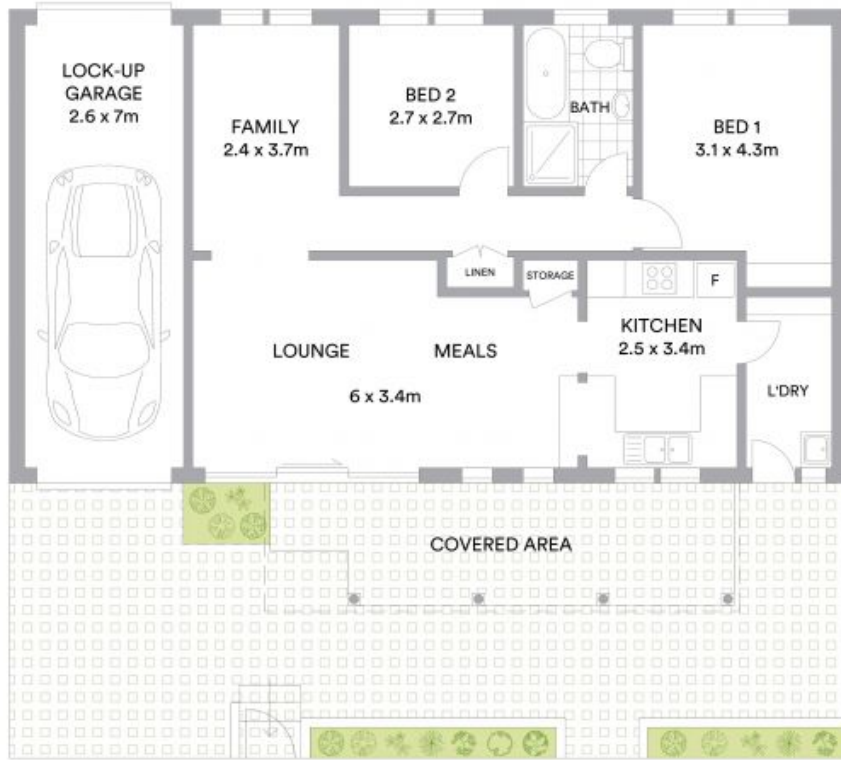 LOCK-UP
GARAGE
2.6 x 7m
FAMILY
2.4 x 3.7m
BED 2
2.7 x 2.7m
BATH
BED 1
3.1 x 4.3m
LINEN
STORAGE
F
KITCHEN
2.5 x 3.4m
LOUNGE
MEALS
6 x 3.4m
L'DRY
COVERED AREA